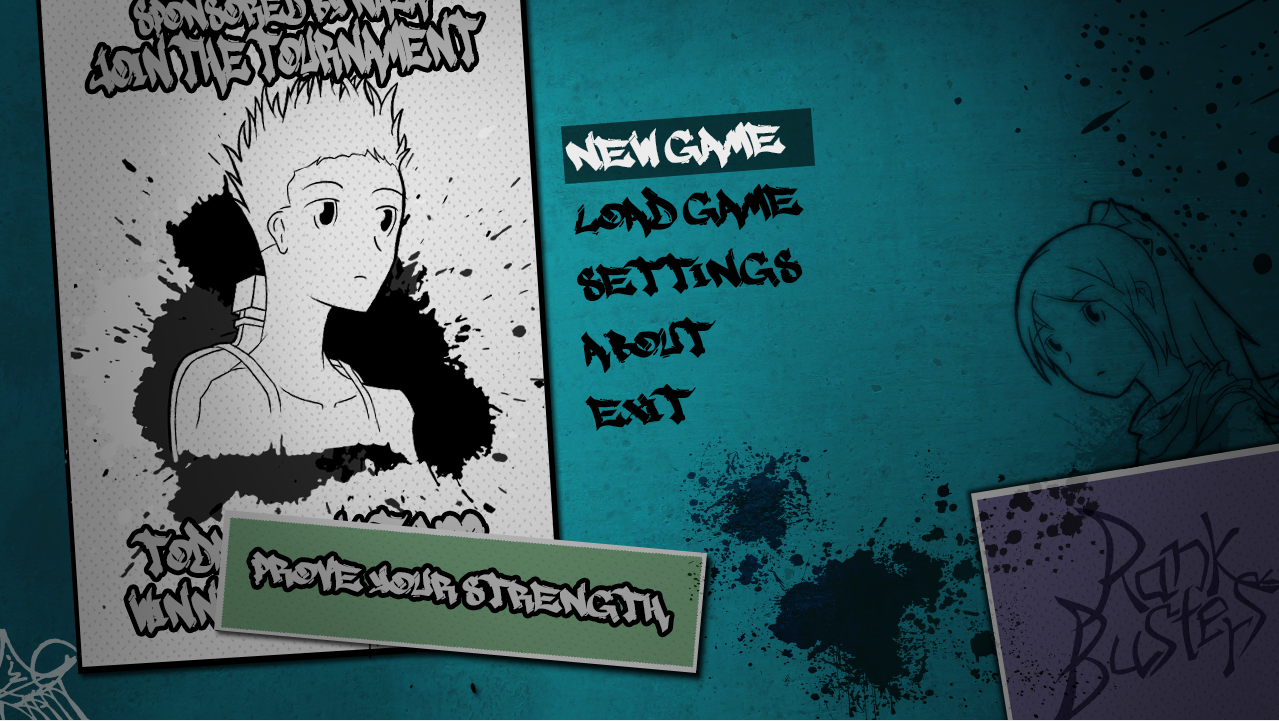 JOIN THE TOURNAMENT
NEW GAME
LOAD GAME
SETTINGS
ABOUT
EXIT
PROVE YOUR STRENGTH
Rank
Busters